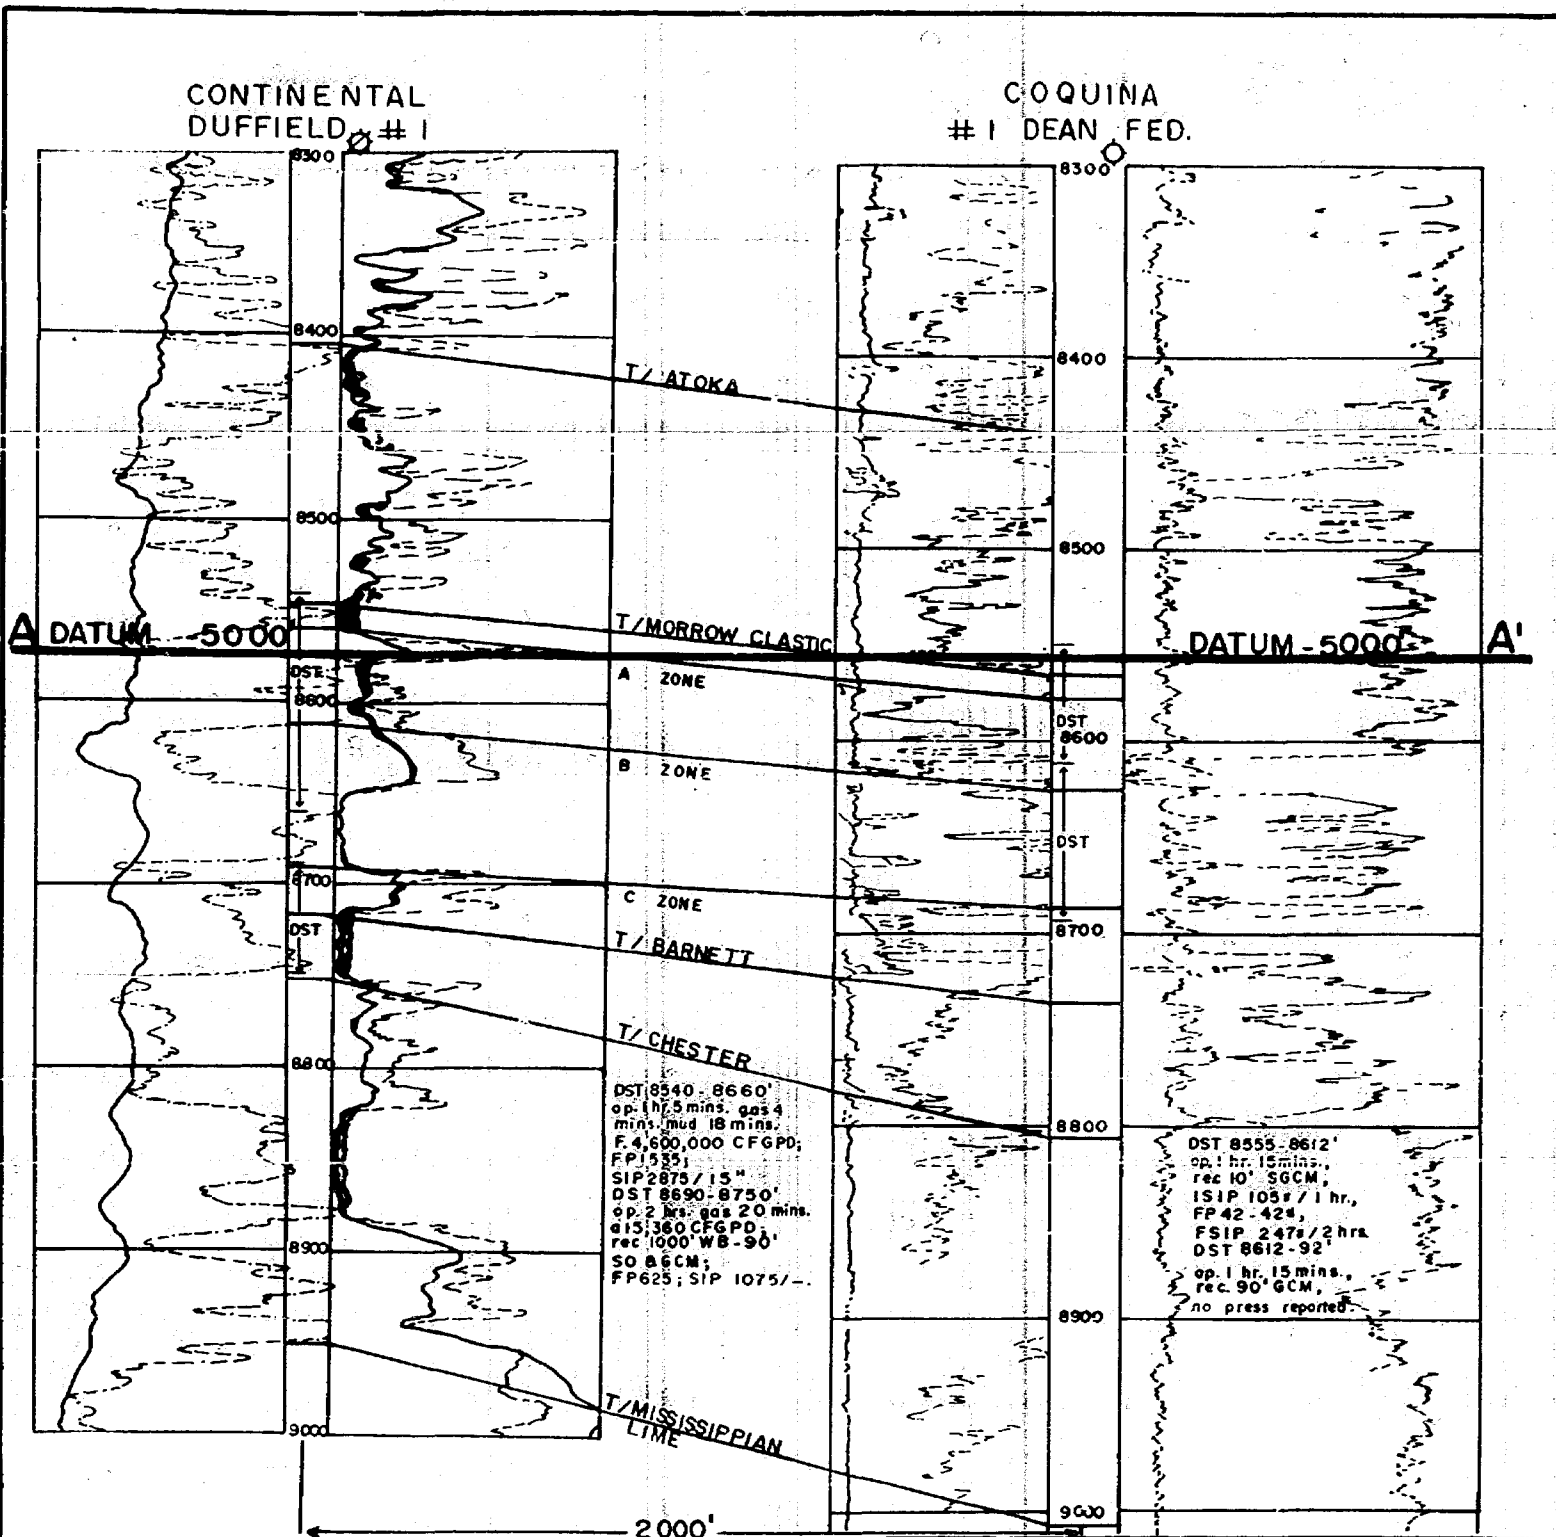 CONTINENTAL
DUFFIELD #1
COQUINA
#1 DEAN FED.
8300
8400
8500
8600
8700
8800
8900
9000
DST
DST
8300
8400
8500
8600
8700
8800
8900
9000
DST
DST
T/ATOKA
T/MORROW CLASTIC
A DATUM -5000
DATUM -5000 A'
A ZONE
B ZONE
C ZONE
T/BARNETT
T/CHESTER
T/MISSISSIPPIAN
LIME
DST 8540-8660'
op. 1 hr. 5 mins. gas 4
mins. mud 18 mins.
F. 4,600,000 CFGPD;
FP 1535;
SIP 2875/15"
DST 8690-8750'
op. 2 hrs. gas 20 mins.
a 15,360 CFGPD;
rec 1000' WB-90'
SO & GCM;
FP625; SIP 1075/-.
DST 8555-8612'
op. 1 hr. 15 mins.,
rec 10' SGCM,
ISIP 105#/1 hr.,
FP 42-42#,
FSIP 247#/2 hrs.
DST 8612-92'
op. 1 hr. 15 mins.,
rec. 90' GCM,
no press reported.
2000'